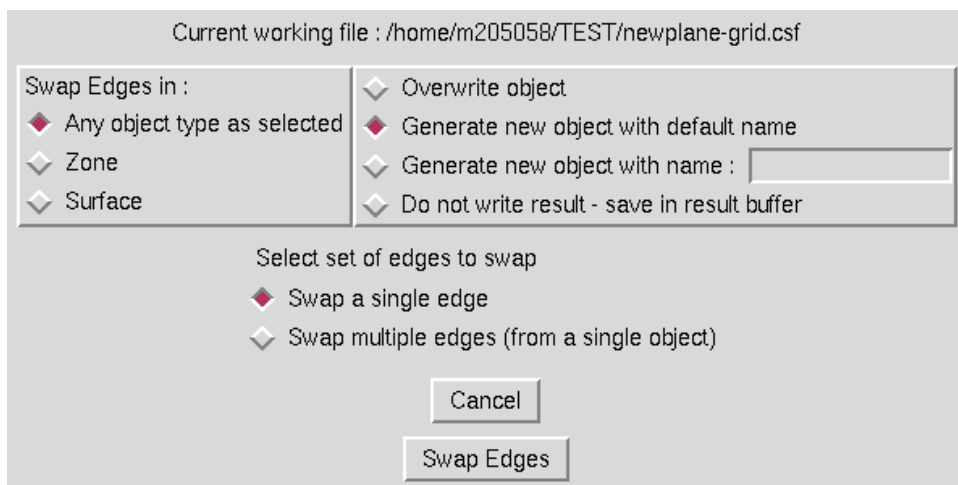 Current working file : /home/m205058/TEST/newplane-grid.csf
Swap Edges in :
Any object type as selected
Zone
Surface
Overwrite object
Generate new object with default name
Generate new object with name :
Do not write result - save in result buffer
Select set of edges to swap
Swap a single edge
Swap multiple edges (from a single object)
Cancel
Swap Edges